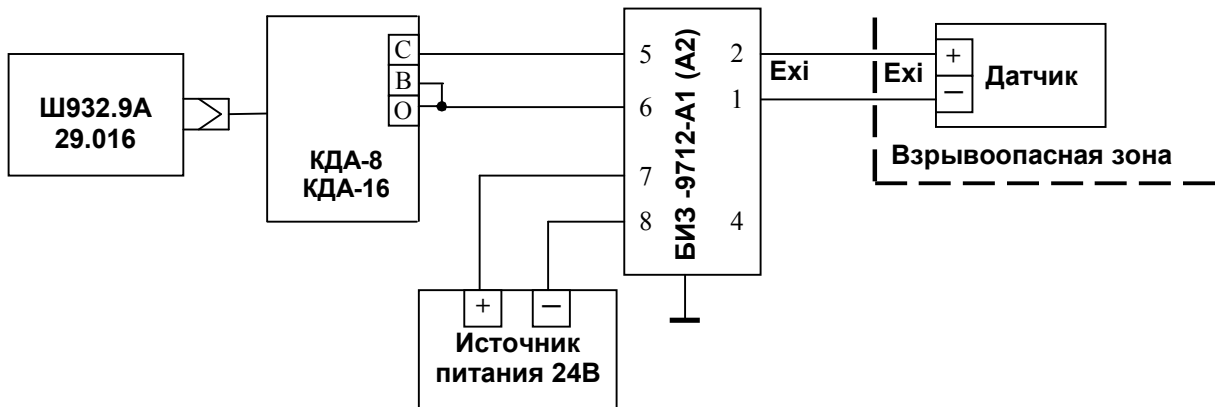 Ш932.9А
29.016
КДА-8
КДА-16
С
В
О
5
6
7
8
БИЗ -9712-А1 (А2)
2
1
4
Exi
Exi
+
−
Датчик
Взрывоопасная зона
+
−
Источник
питания 24В